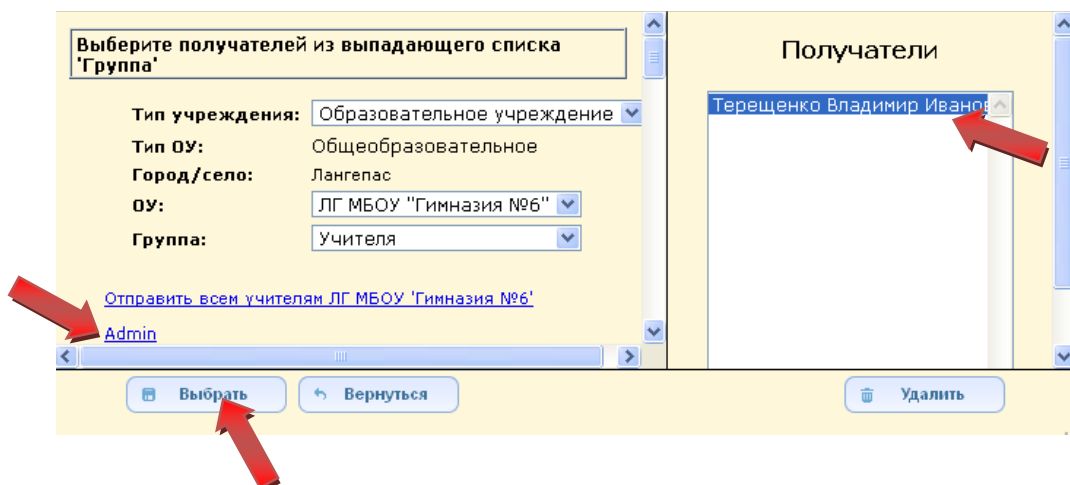 Выберите получателей из выпадающего списка
'Группа'
Тип учреждения: Образовательное учреждение
Тип ОУ: Общеобразовательное
Город/село: Лангепас
ОУ: ЛГ МБОУ "Гимназия №6"
Группа: Учителя
Отправить всем учителям ЛГ МБОУ 'Гимназия №6'
Admin
Выбрать
Вернуться
Получатели
Терещенко Владимир Иванов
Удалить